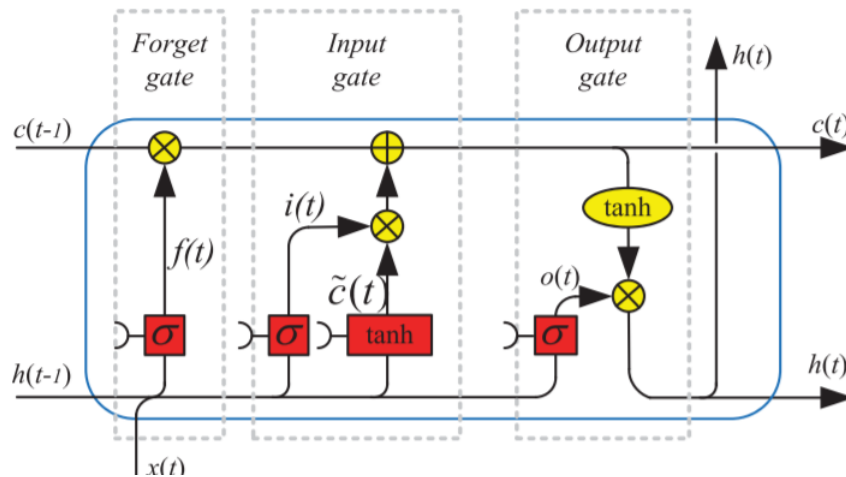 Forget
gate
Input
gate
Output
gate
h(t)
c(t-1)
c(t)
i(t)
tanh
f(t)
c̃(t)
o(t)
σ
σ
tanh
σ
h(t-1)
h(t)
x(t)